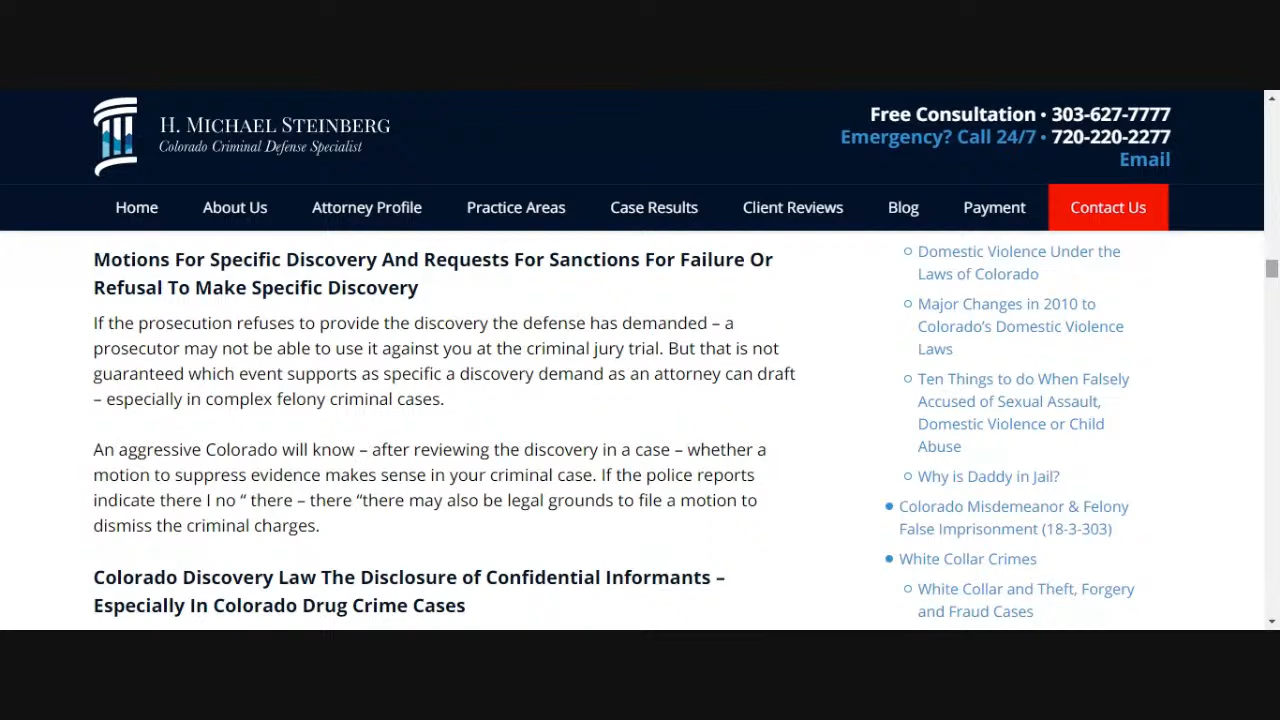 H. MICHAEL STEINBERG
Colorado Criminal Defense Specialist
Free Consultation • 303-627-7777
Emergency? Call 24/7 • 720-220-2277
Email
Home About Us Attorney Profile Practice Areas Case Results Client Reviews Blog Payment Contact Us
Motions For Specific Discovery And Requests For Sanctions For Failure Or
Refusal To Make Specific Discovery
If the prosecution refuses to provide the discovery the defense has demanded – a
prosecutor may not be able to use it against you at the criminal jury trial. But that is not
guaranteed which event supports as specific a discovery demand as an attorney can draft
– especially in complex felony criminal cases.
An aggressive Colorado will know – after reviewing the discovery in a case – whether a
motion to suppress evidence makes sense in your criminal case. If the police reports
indicate there I no “ there – there “there may also be legal grounds to file a motion to
dismiss the criminal charges.
Colorado Discovery Law The Disclosure of Confidential Informants –
Especially In Colorado Drug Crime Cases
Domestic Violence Under the
Laws of Colorado
Major Changes in 2010 to
Colorado’s Domestic Violence
Laws
Ten Things to do When Falsely
Accused of Sexual Assault,
Domestic Violence or Child
Abuse
Why is Daddy in Jail?
Colorado Misdemeanor & Felony
False Imprisonment (18-3-303)
White Collar Crimes
White Collar and Theft, Forgery
and Fraud Cases